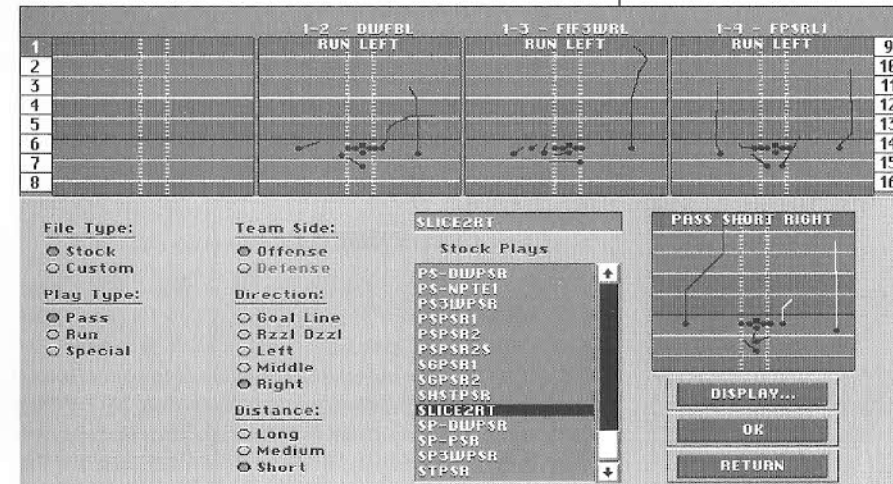 1-2 - DWFBL
1-3 - FIF3WRL
1-4 - FPSRL1
RUN LEFT
RUN LEFT
RUN LEFT
1
2
3
4
5
6
7
8
9
10
11
12
13
14
15
16
File Type:
Stock
Custom
Play Type:
Pass
Run
Special
Team Side:
Offense
Defense
Direction:
Goal Line
Rzzl Dzzl
Left
Middle
Right
Distance:
Long
Medium
Short
SLICE2RT
Stock Plays
PS-DWPSR
PS-NPTE1
PS3WPSR
PSPSR1
PSPSR2
PSPSR2S
SGPSR1
SGPSR2
SHSTPSR
SLICE2RT
SP-DWPSR
SP-PSR
SP3WPSR
STPSR
PASS SHORT RIGHT
DISPLAY...
OK
RETURN